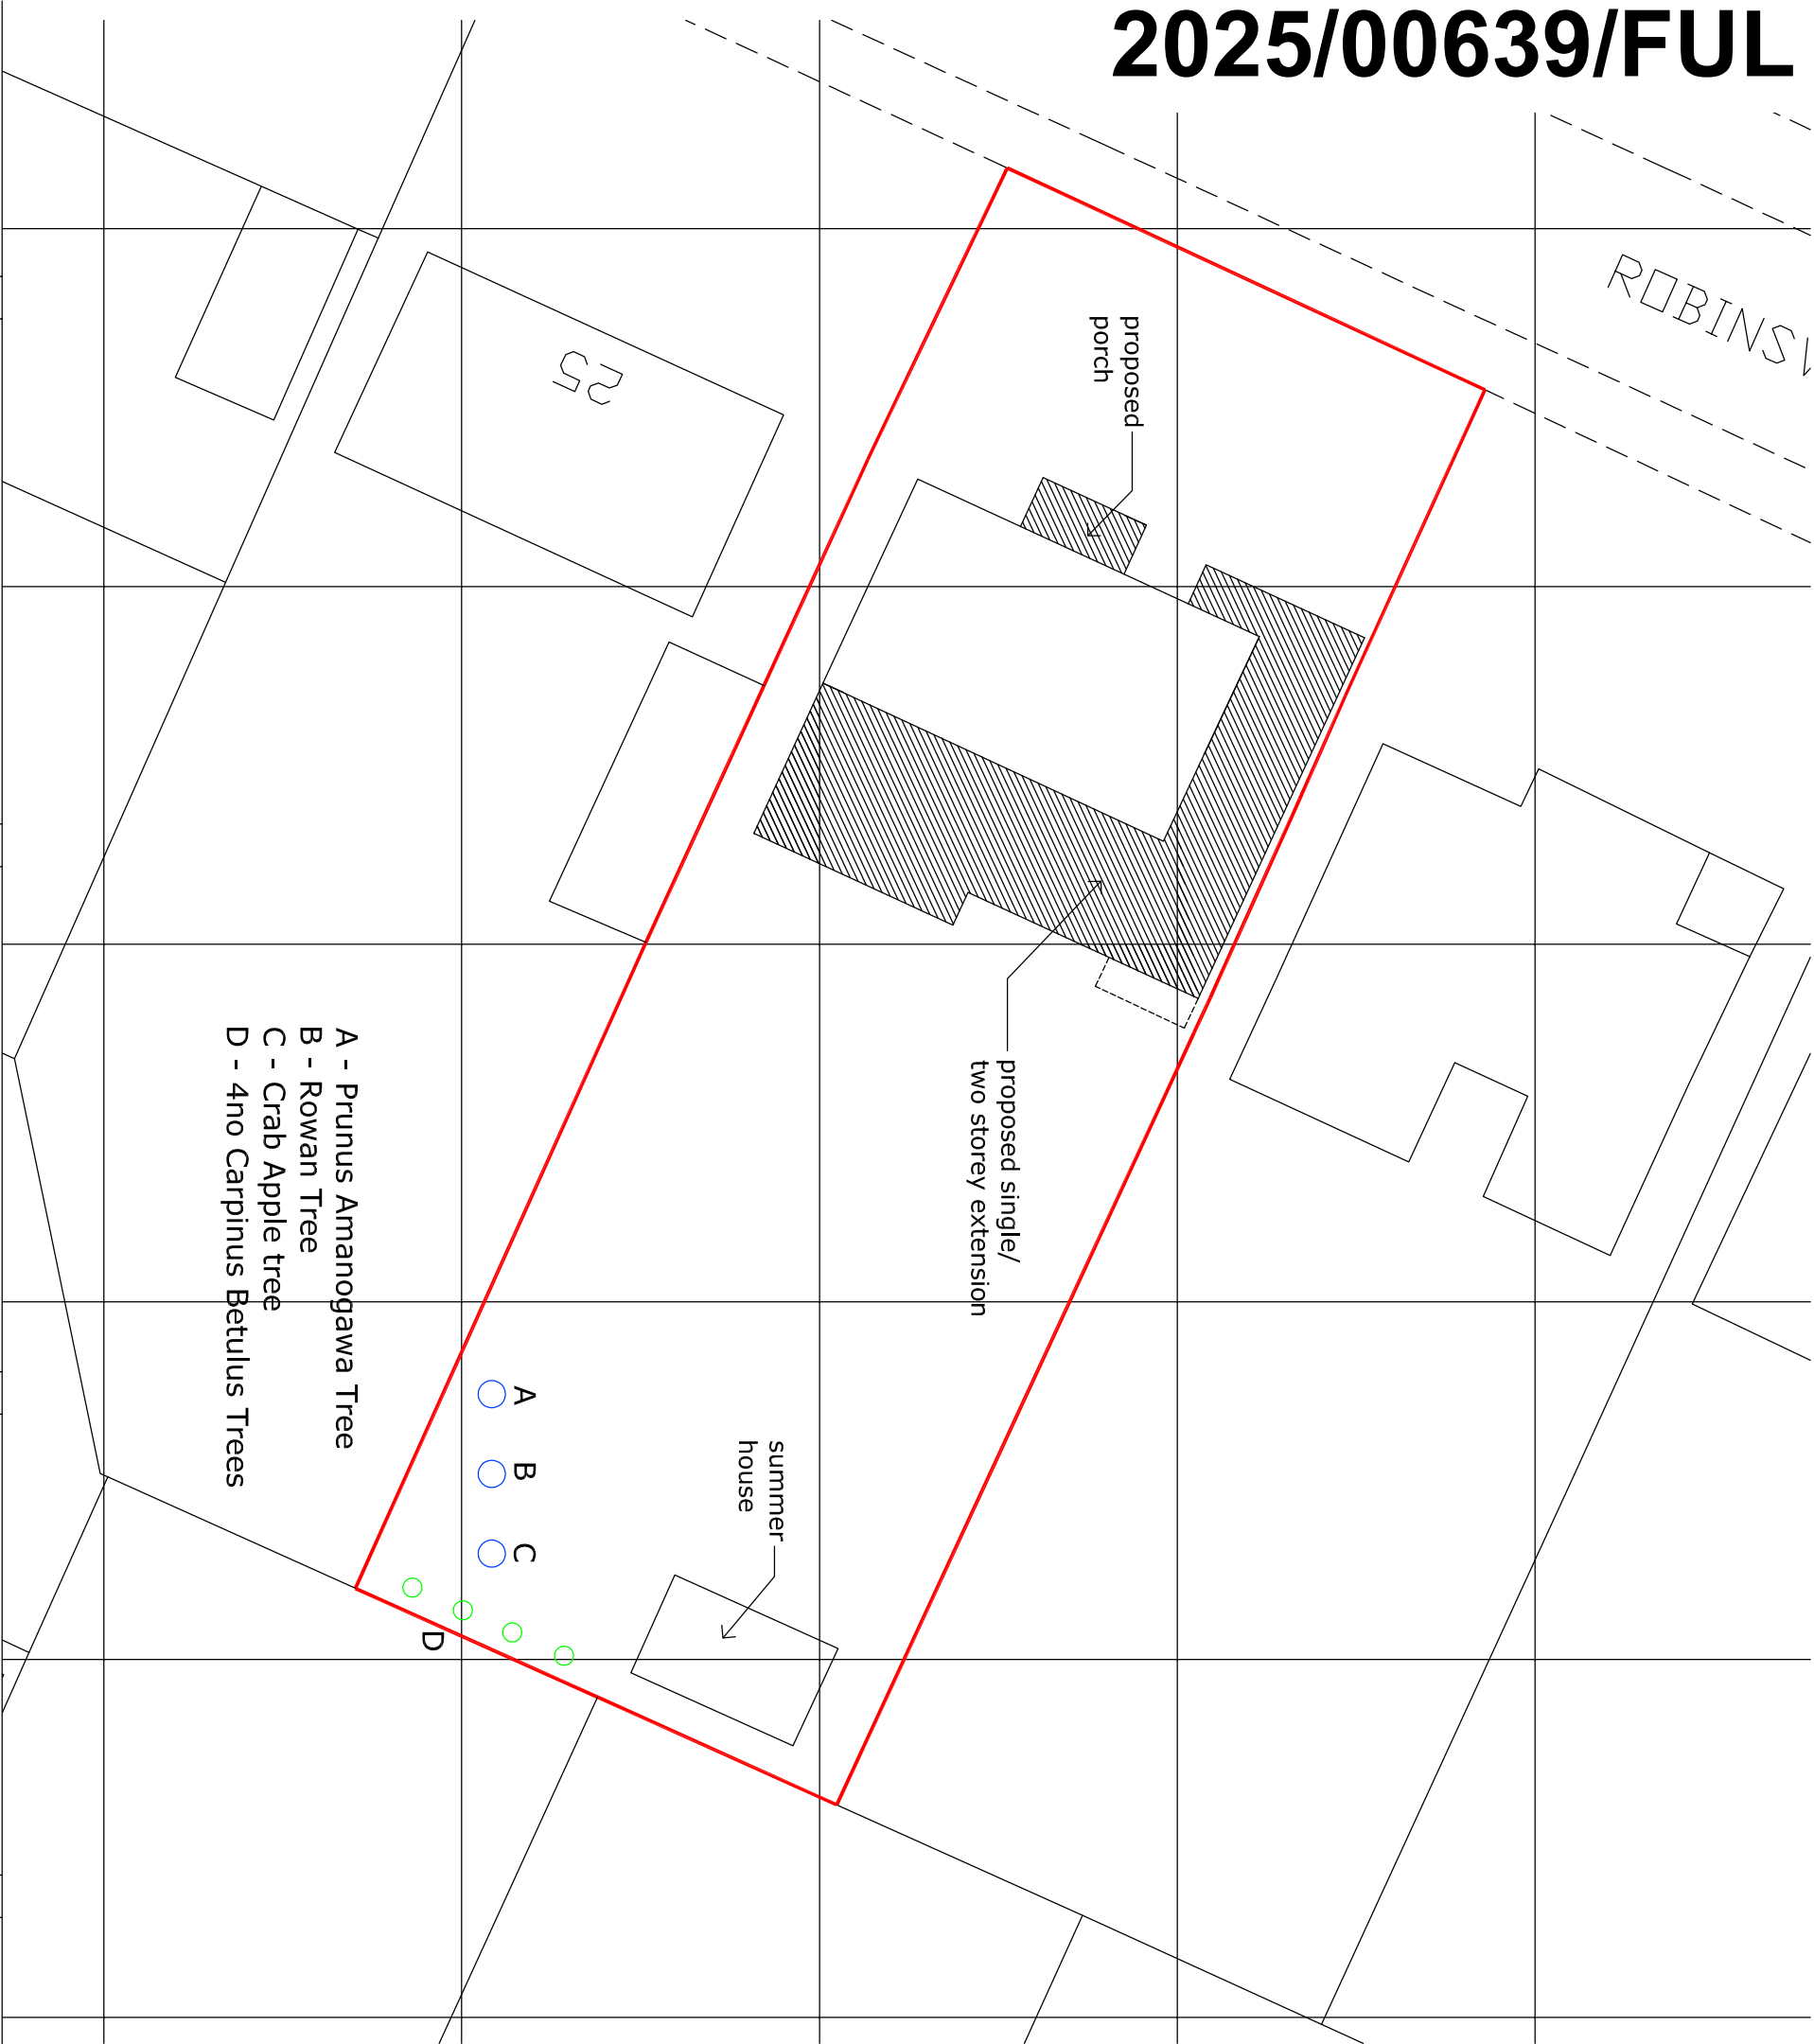 2025/00639/FUL
proposed
porch
25
proposed single/
two storey extension
A - Prunus Amanogawa Tree
B - Rowan Tree
C - Crab Apple tree
D - 4no Carpinus Betulus Trees
A
B
C
D
summer
house